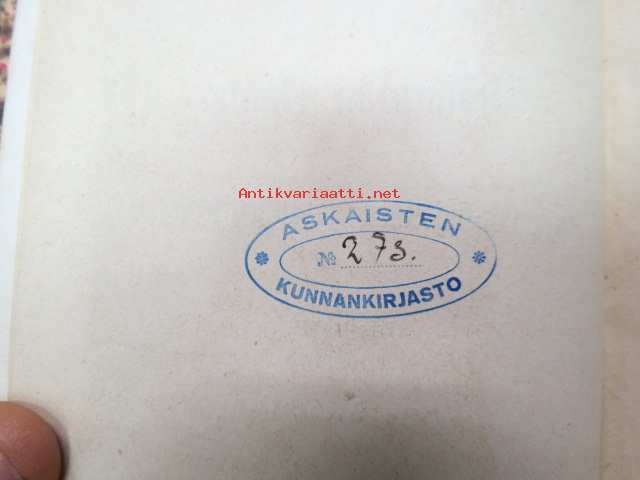 Antikvariaatti.net
ASKAISTEN
№ 273.
KUNNANKIRJASTO